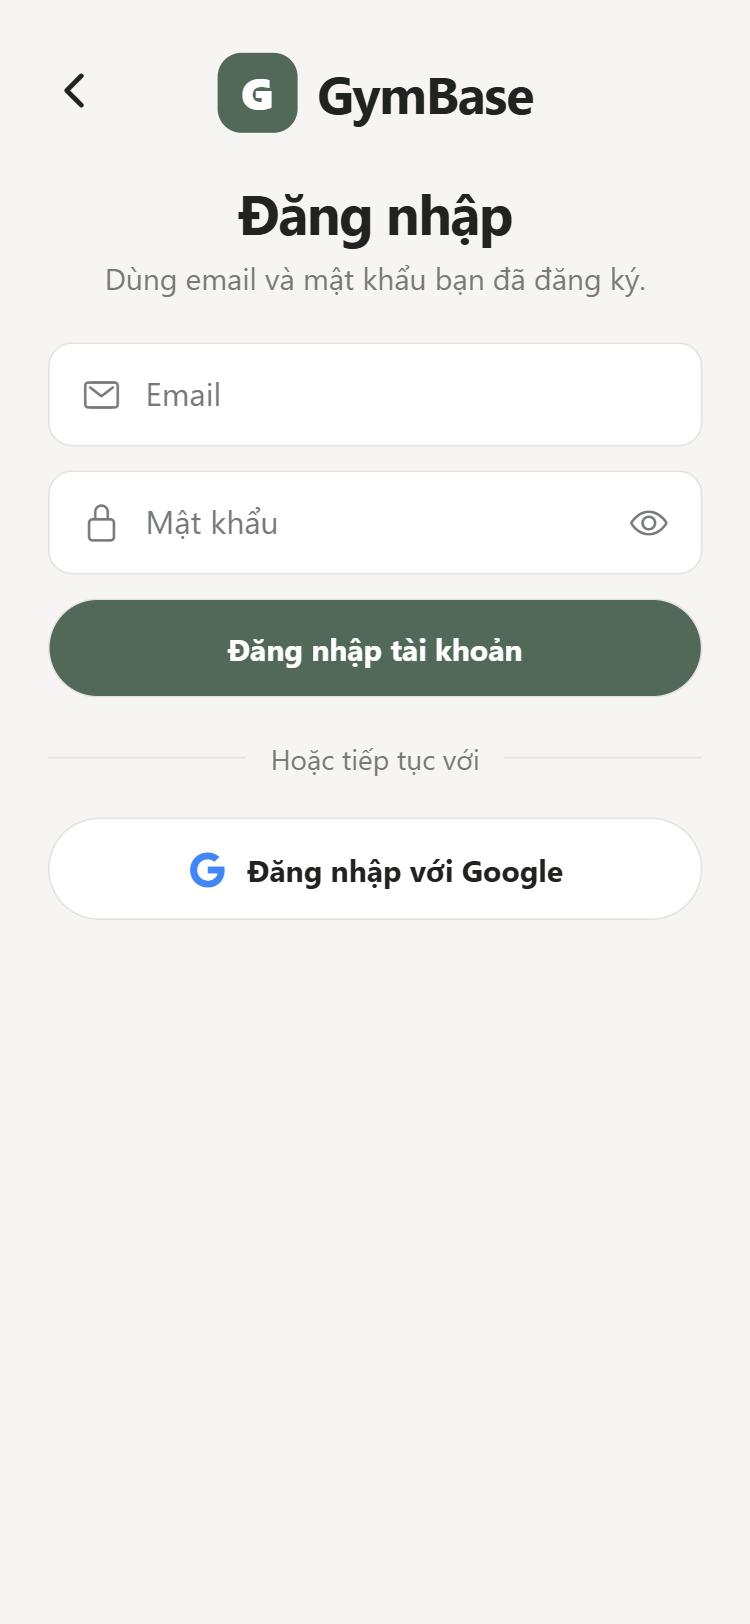 G GymBase
Đăng nhập
Dùng email và mật khẩu bạn đã đăng ký.
Email
Mật khẩu
Đăng nhập tài khoản
Hoặc tiếp tục với
G Đăng nhập với Google